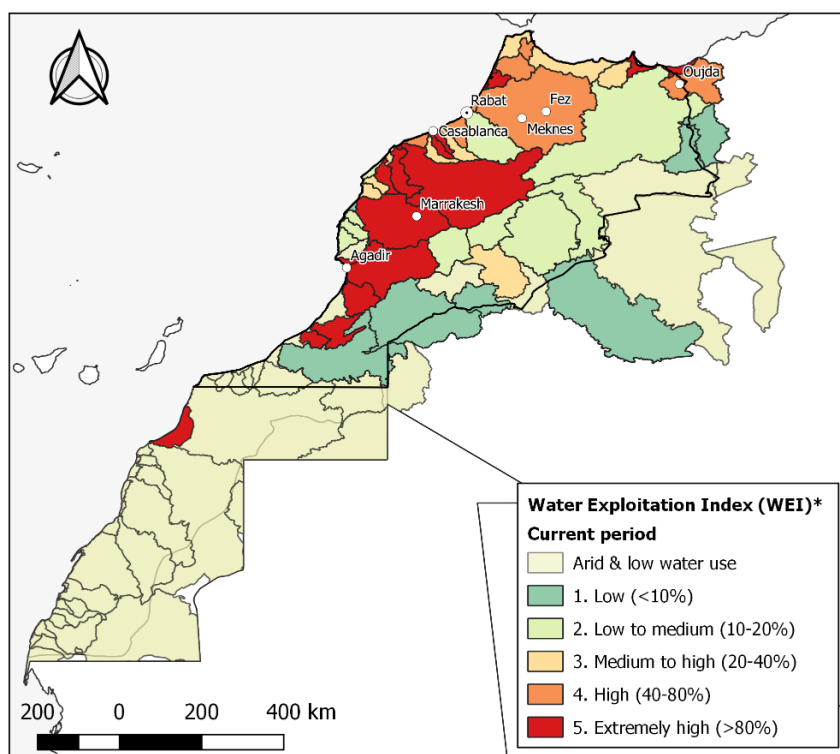 Oujda
Rabat
Fez
Casablanca
Meknes
Marrakesh
Agadir
Water Exploitation Index (WEI)*
Current period
Arid & low water use
1. Low (<10%)
2. Low to medium (10-20%)
3. Medium to high (20-40%)
4. High (40-80%)
5. Extremely high (>80%)
200 0 200 400 km